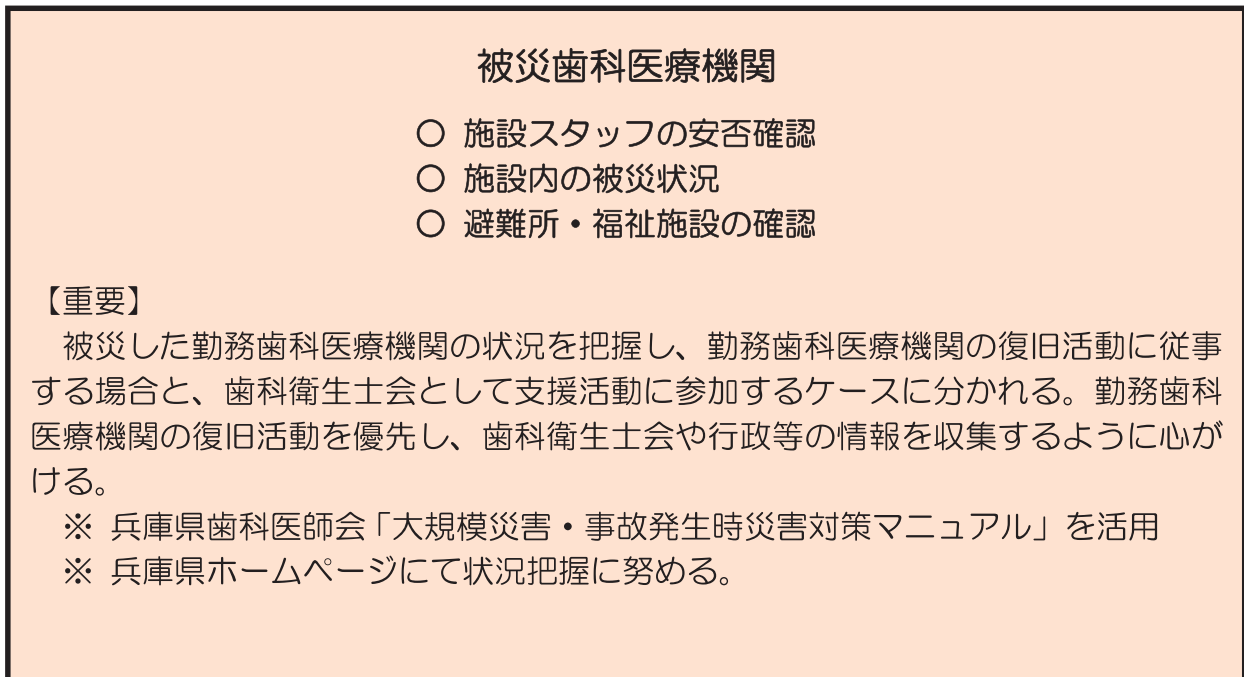 被災歯科医療機関
○ 施設スタッフの安否確認
○ 施設内の被災状況
○ 避難所・福祉施設の確認
【重要】
　被災した勤務歯科医療機関の状況を把握し、勤務歯科医療機関の復旧活動に従事
する場合と、歯科衛生士会として支援活動に参加するケースに分かれる。勤務歯科
医療機関の復旧活動を優先し、歯科衛生士会や行政等の情報を収集するように心が
ける。
※ 兵庫県歯科医師会「大規模災害・事故発生時災害対策マニュアル」を活用
※ 兵庫県ホームページにて状況把握に努める。